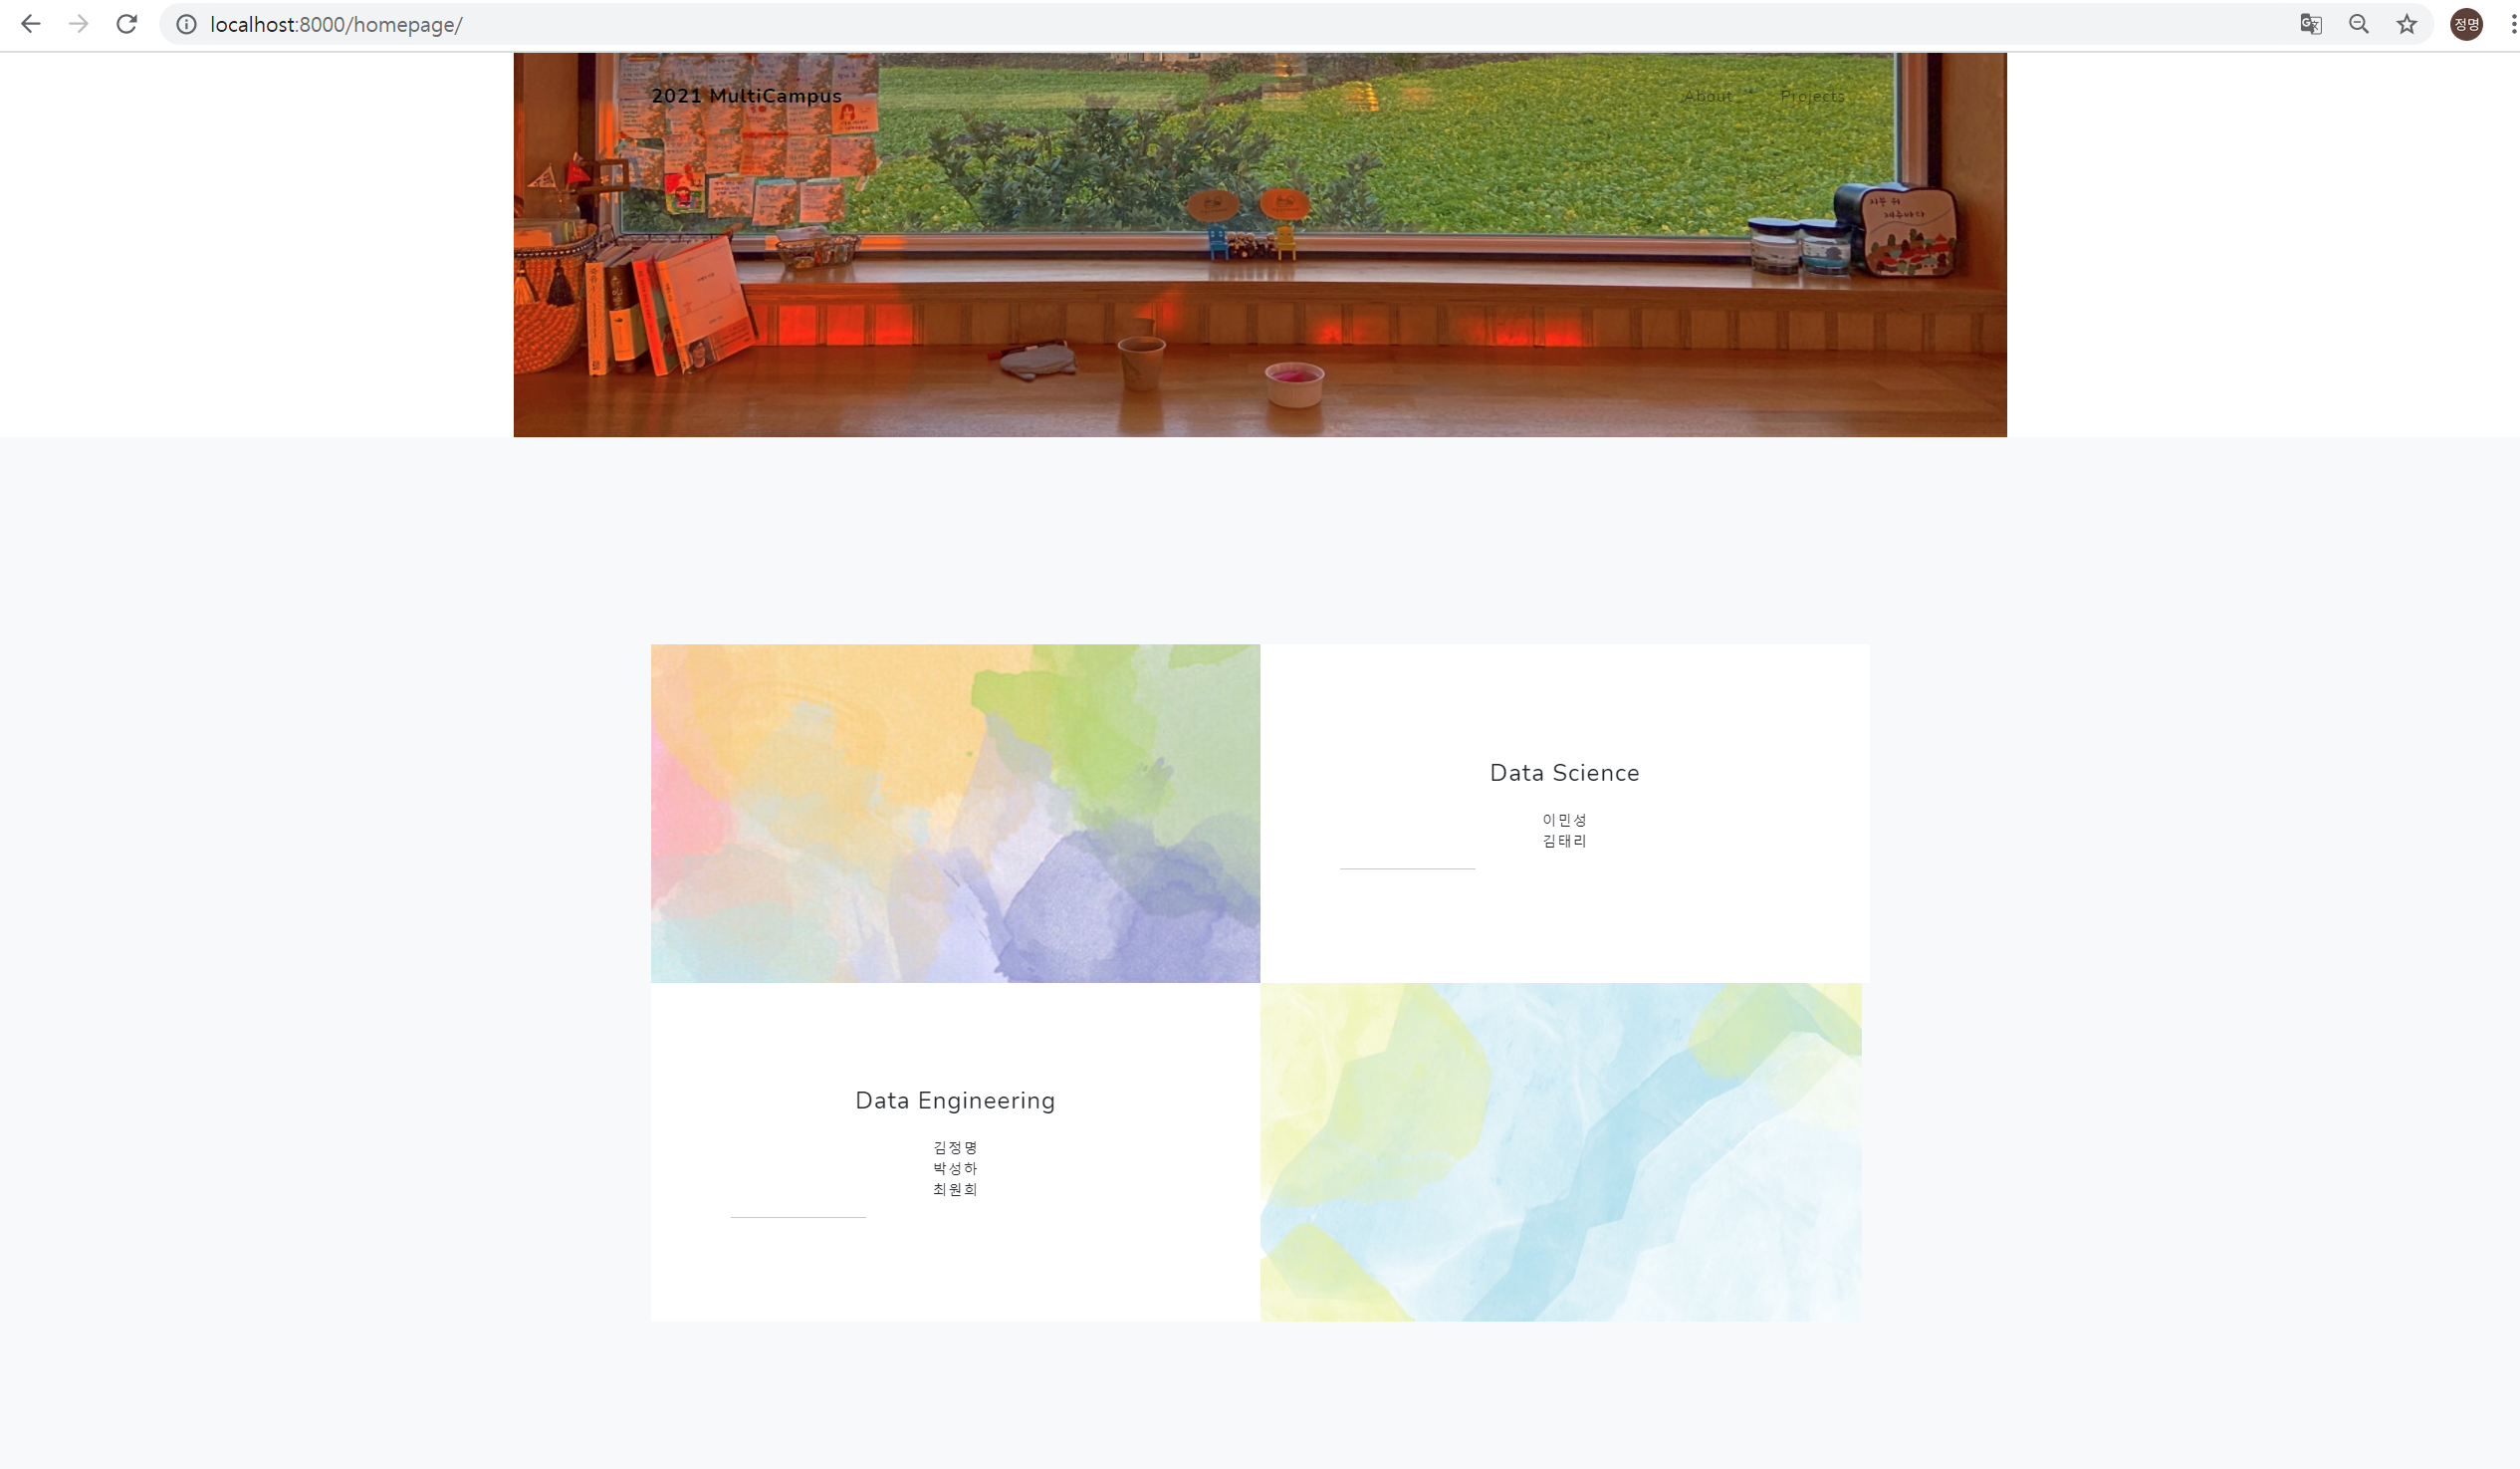 localhost:8000/homepage/
정명
2021 MultiCampus
About
Projects
Data Science
이민성
김태리
Data Engineering
김정명
박성하
최원희